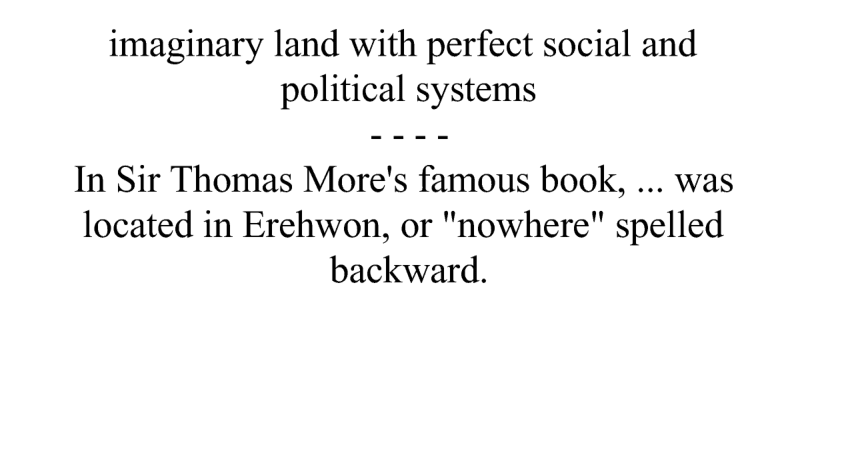 imaginary land with perfect social and
political systems
- - - -
In Sir Thomas More's famous book, ... was
located in Erehwon, or "nowhere" spelled
backward.